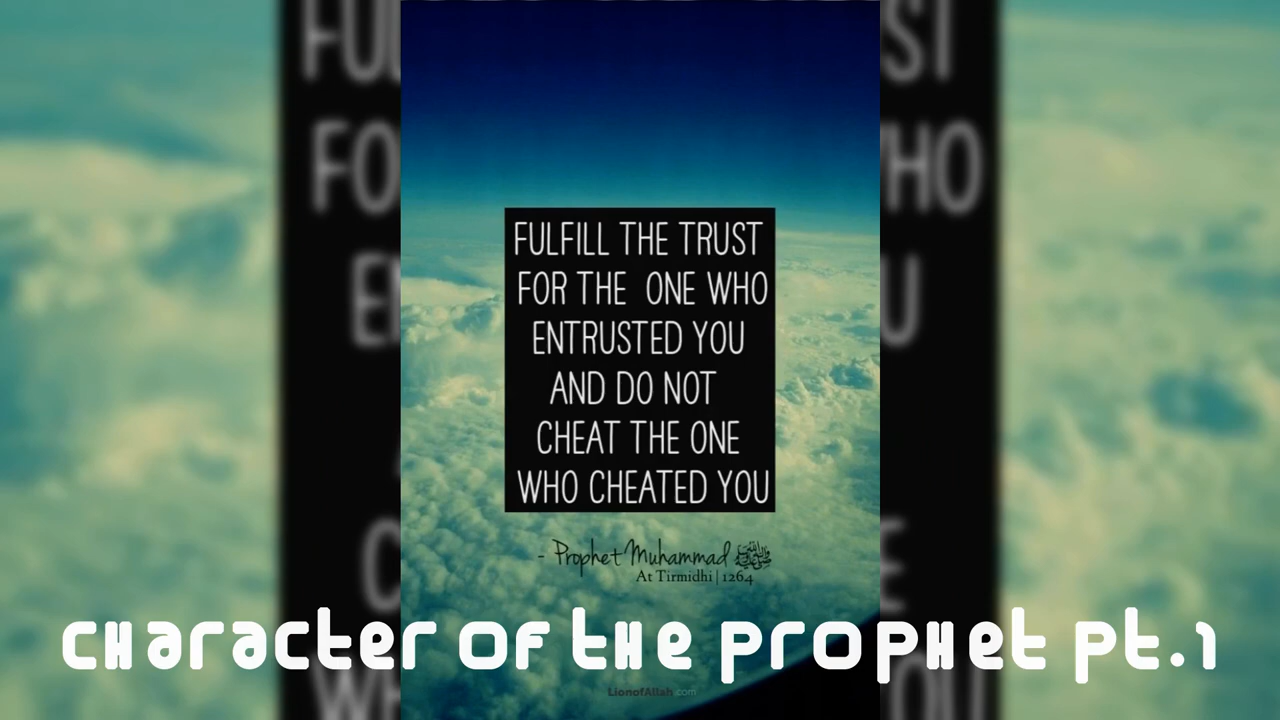 FULFILL THE TRUST
FOR THE ONE WHO
ENTRUSTED YOU
AND DO NOT
CHEAT THE ONE
WHO CHEATED YOU
- Prophet Muhammad ﷺ
At Tirmidhi | 1264
CHaracter OF tHe PrOPHet Pt.1
LionofAllah.com